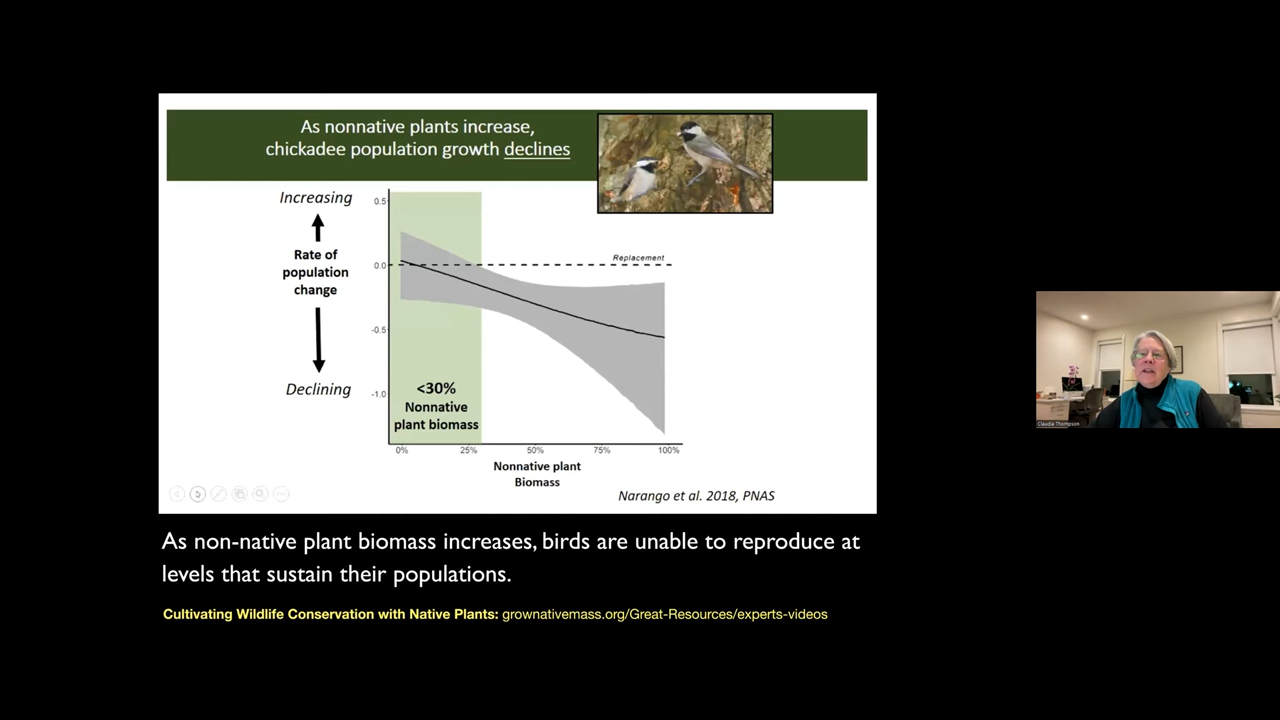 As nonnative plants increase,
chickadee population growth declines
Increasing
Rate of
population
change
Declining
0.5
0.0
-0.5
-1.0
Replacement
<30%
Nonnative
plant biomass
0%
25%
50%
75%
100%
Nonnative plant
Biomass
Narango et al. 2018, PNAS
As non-native plant biomass increases, birds are unable to reproduce at
levels that sustain their populations.
Cultivating Wildlife Conservation with Native Plants: grownativemass.org/Great-Resources/experts-videos
Claudia Thompson